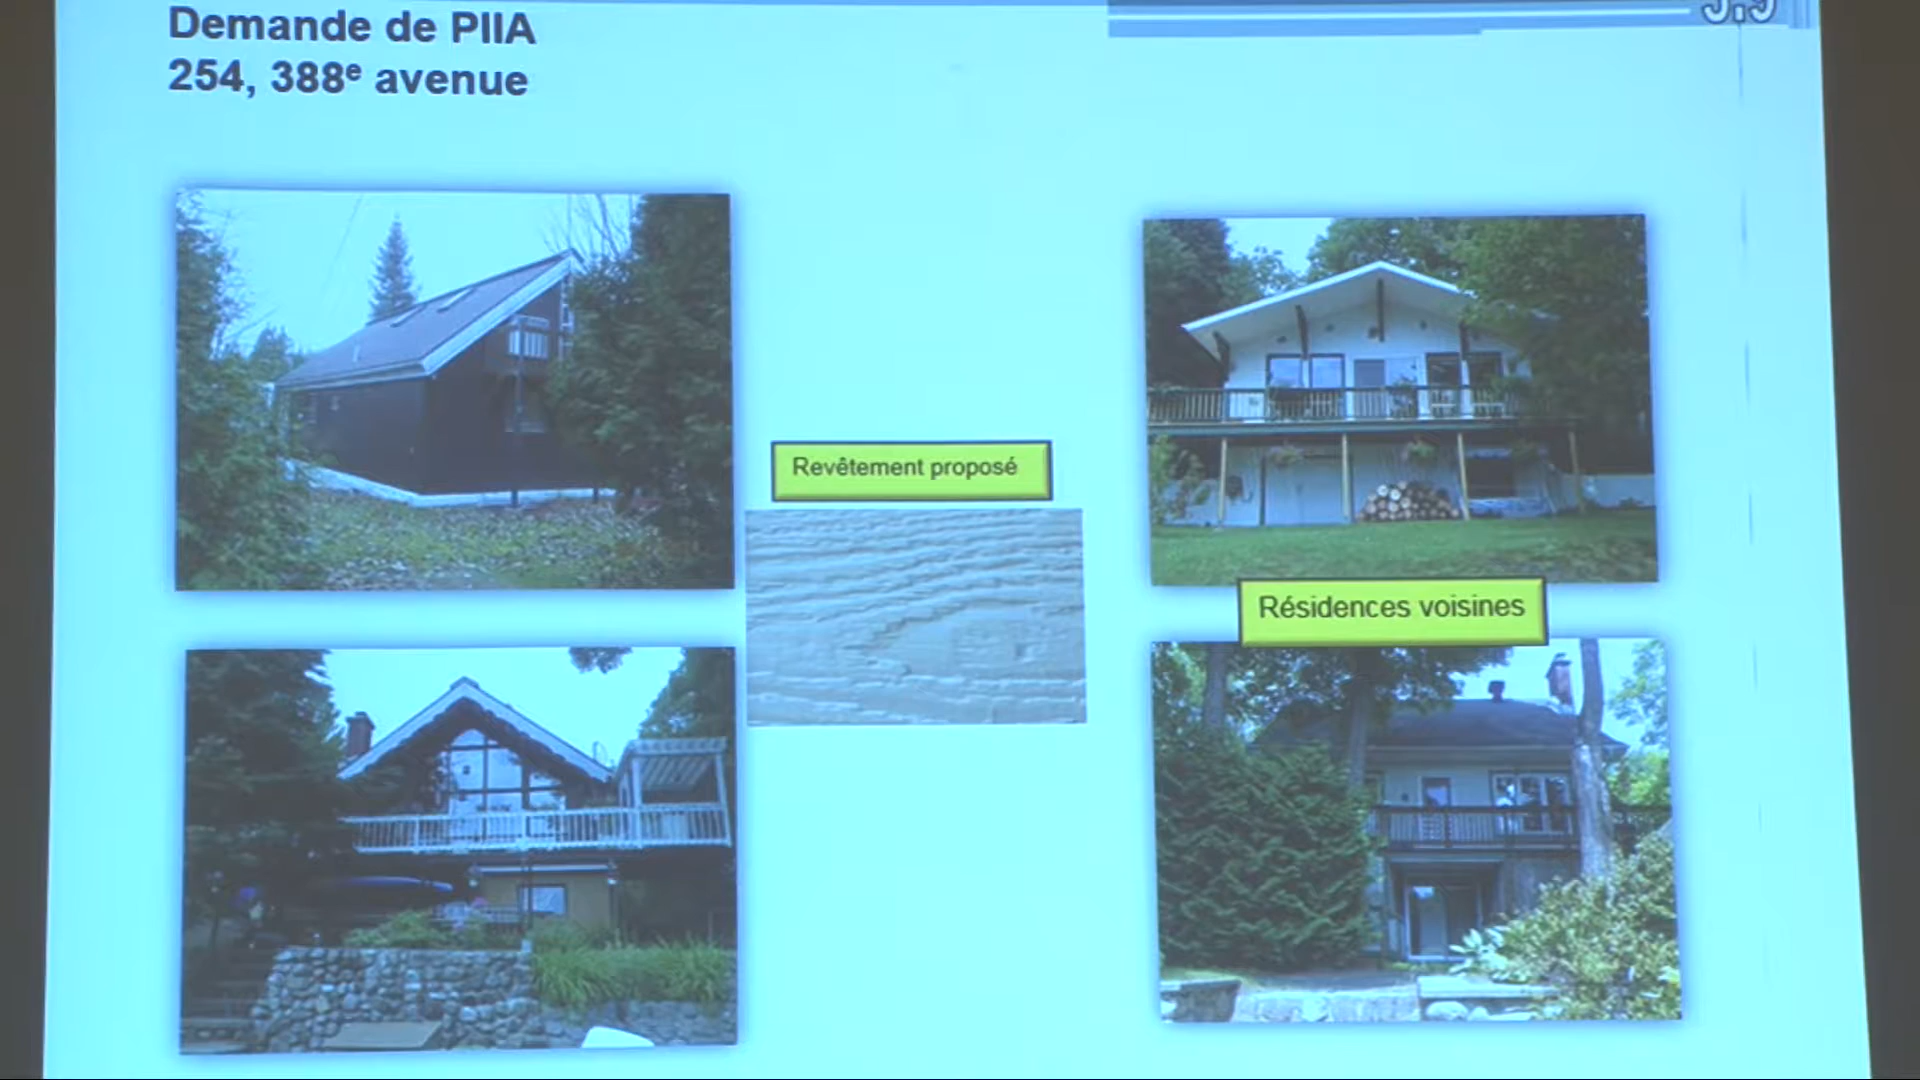 Demande de PIIA
254, 388e avenue
Revêtement proposé
Résidences voisines